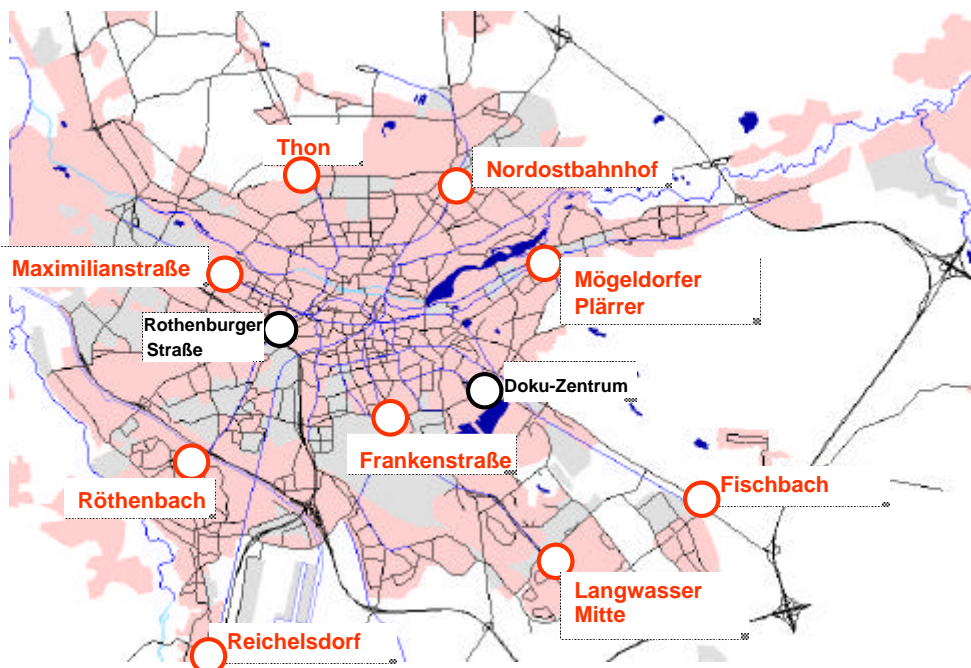 Thon
Nordostbahnhof
Maximilianstraße
Mögeldorfer
Plärrer
Rothenburger
Straße
Doku-Zentrum
Frankenstraße
Röthenbach
Fischbach
Langwasser
Mitte
Reichelsdorf